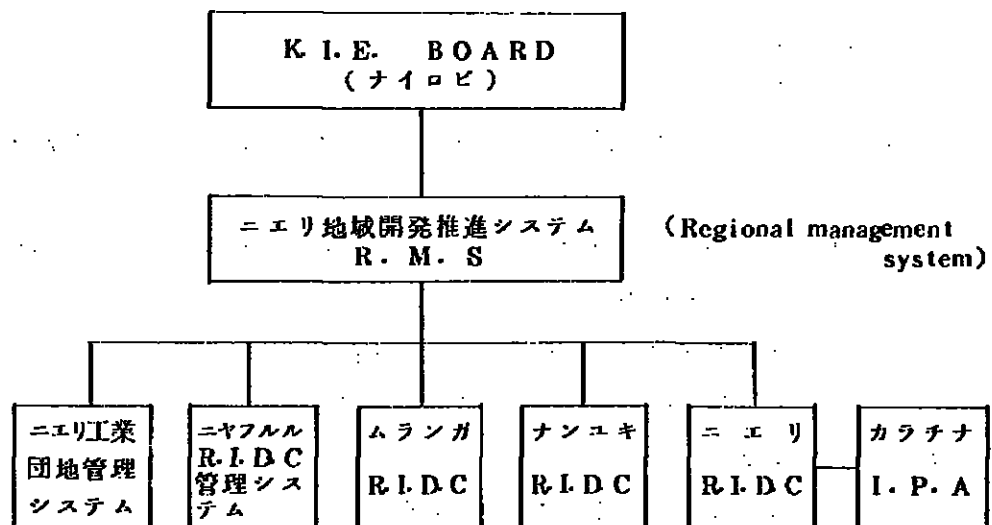 K. I. E. BOARD
(ナイロビ)
ニエリ地域開発推進システム
R. M. S
(Regional management
system)
ニエリ工業
団地管理
システム
ニヤフルル
R.I.D.C
管理シス
テム
ムランガ
R.I.D.C
ナンユキ
R.I.D.C
ニエリ
R.I.D.C
カラチナ
I. P. A